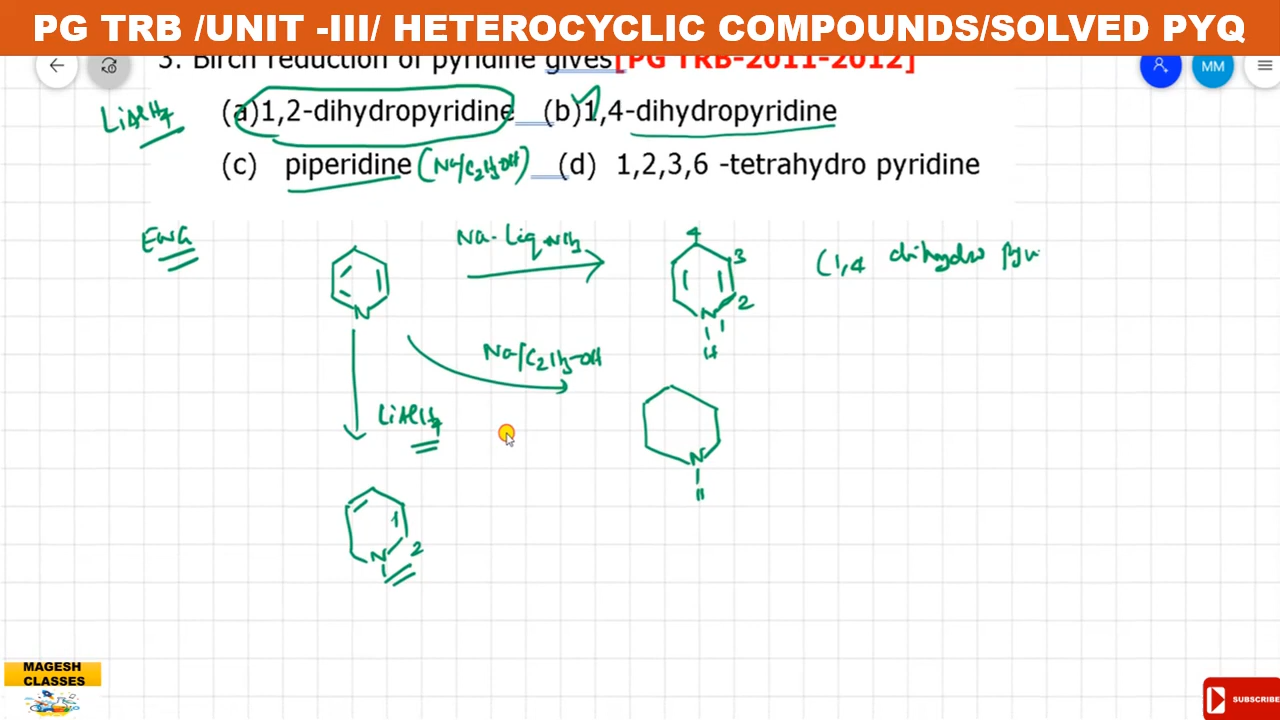 PG TRB /UNIT -III/ HETEROCYCLIC COMPOUNDS/SOLVED PYQ
3. Birch reduction of pyridine gives[PG TRB-2011-2012]
MM
LiAlH4 (a)1,2-dihydropyridine (b)1,4-dihydropyridine
(c) piperidine (Na/C2H5OH) (d) 1,2,3,6 -tetrahydro pyridine
EWG
Na- Liq NH3
4
3
(1,4 dihydro Py
N
N
2
1
H
Na/C2H5-OH
LiAlH4
N
H
1
N
2
MAGESH
CLASSES
SUBSCRIBE